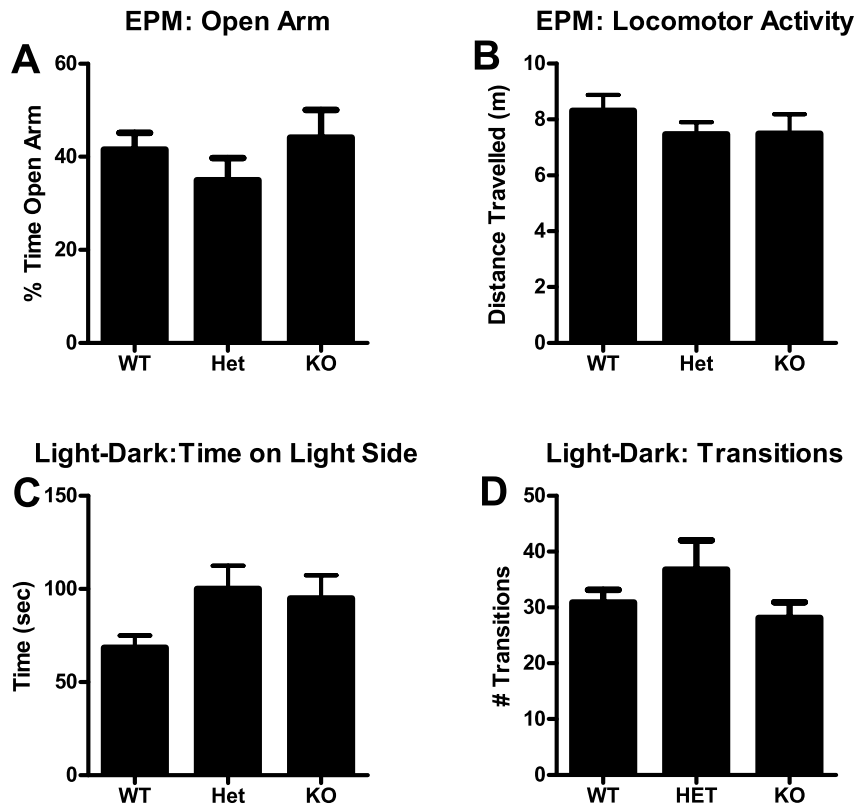 EPM: Open Arm
A
60
40
20
0
% Time Open Arm
WT Het KO
EPM: Locomotor Activity
B
10
8
6
4
2
0
Distance Travelled (m)
WT Het KO
Light-Dark:Time on Light Side
C
150
100
50
0
Time (sec)
WT Het KO
Light-Dark: Transitions
D
50
40
30
20
10
0
# Transitions
WT HET KO